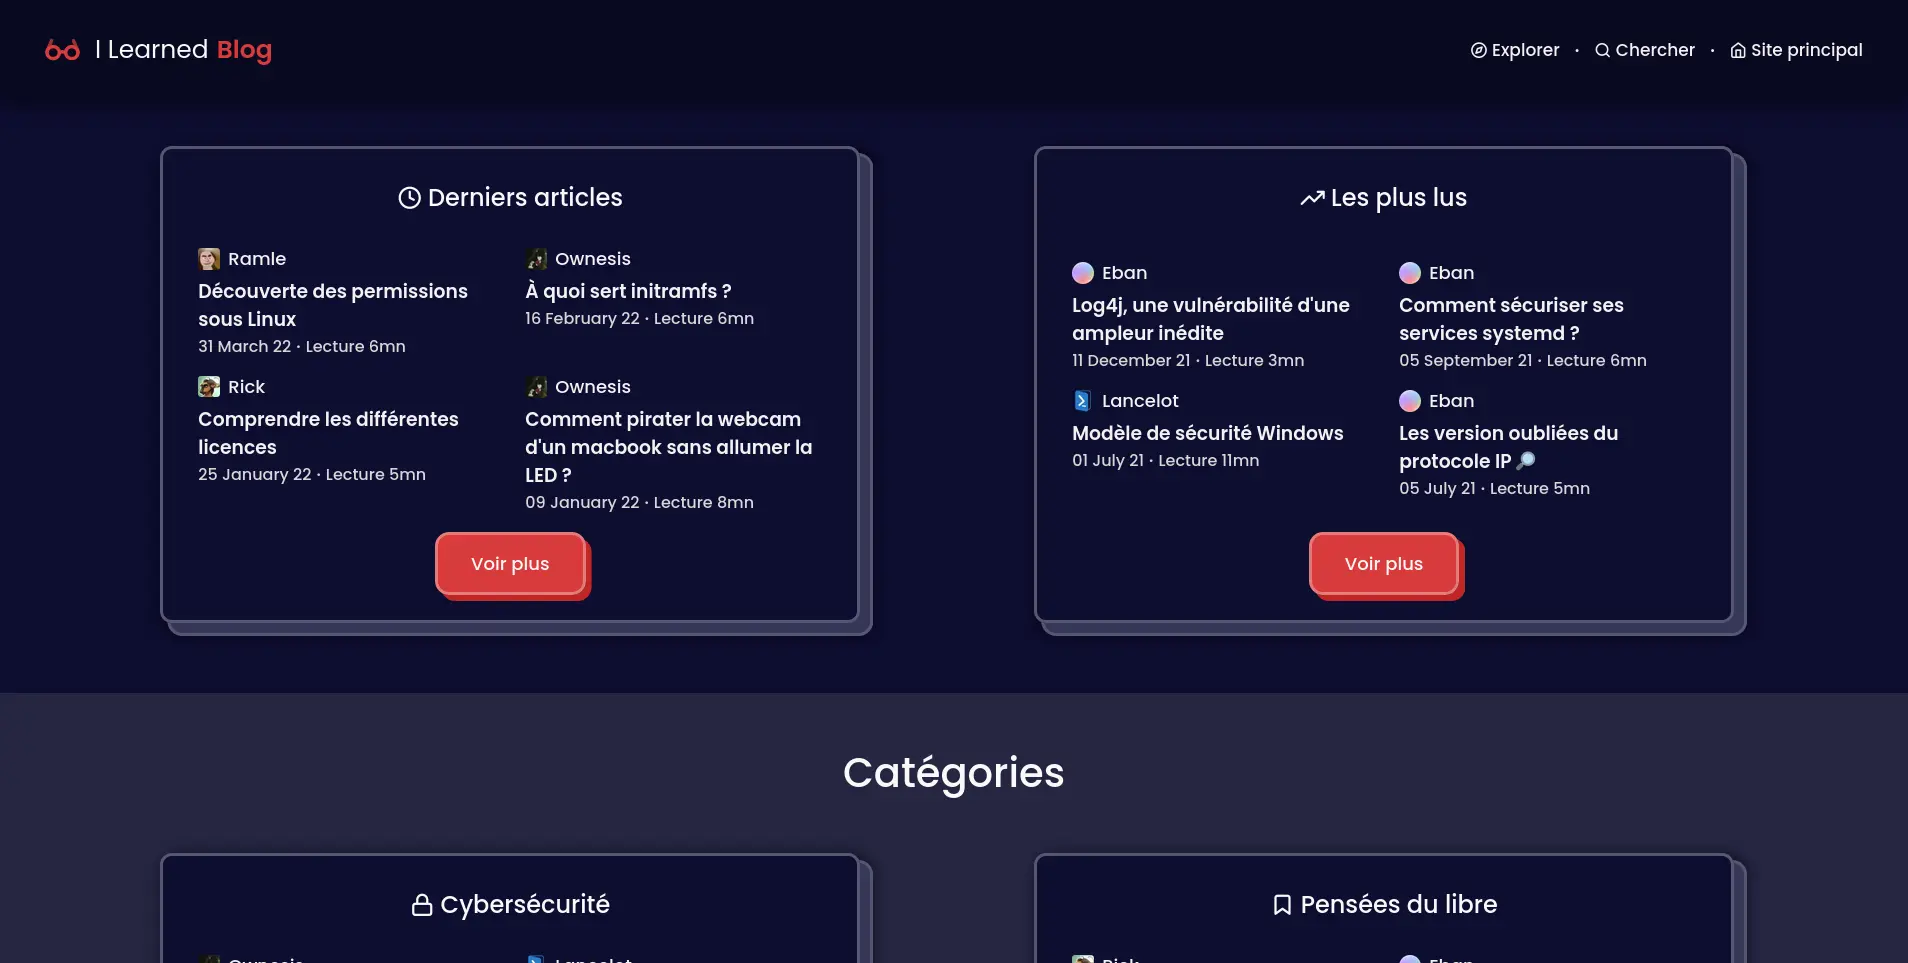 I Learned Blog
Explorer · Chercher · Site principal
Derniers articles
Ramle
Découverte des permissions
sous Linux
31 March 22 · Lecture 6mn
Ownesis
À quoi sert initramfs ?
16 February 22 · Lecture 6mn
Rick
Comprendre les différentes
licences
25 January 22 · Lecture 5mn
Ownesis
Comment pirater la webcam
d'un macbook sans allumer la
LED ?
09 January 22 · Lecture 8mn
Voir plus
Les plus lus
Eban
Log4j, une vulnérabilité d'une
ampleur inédite
11 December 21 · Lecture 3mn
Eban
Comment sécuriser ses
services systemd ?
05 September 21 · Lecture 6mn
Lancelot
Modèle de sécurité Windows
01 July 21 · Lecture 11mn
Eban
Les version oubliées du
protocole IP 🔎
05 July 21 · Lecture 5mn
Voir plus
Catégories
Cybersécurité
Ownesis
Lancelot
Pensées du libre
Rick
Eban